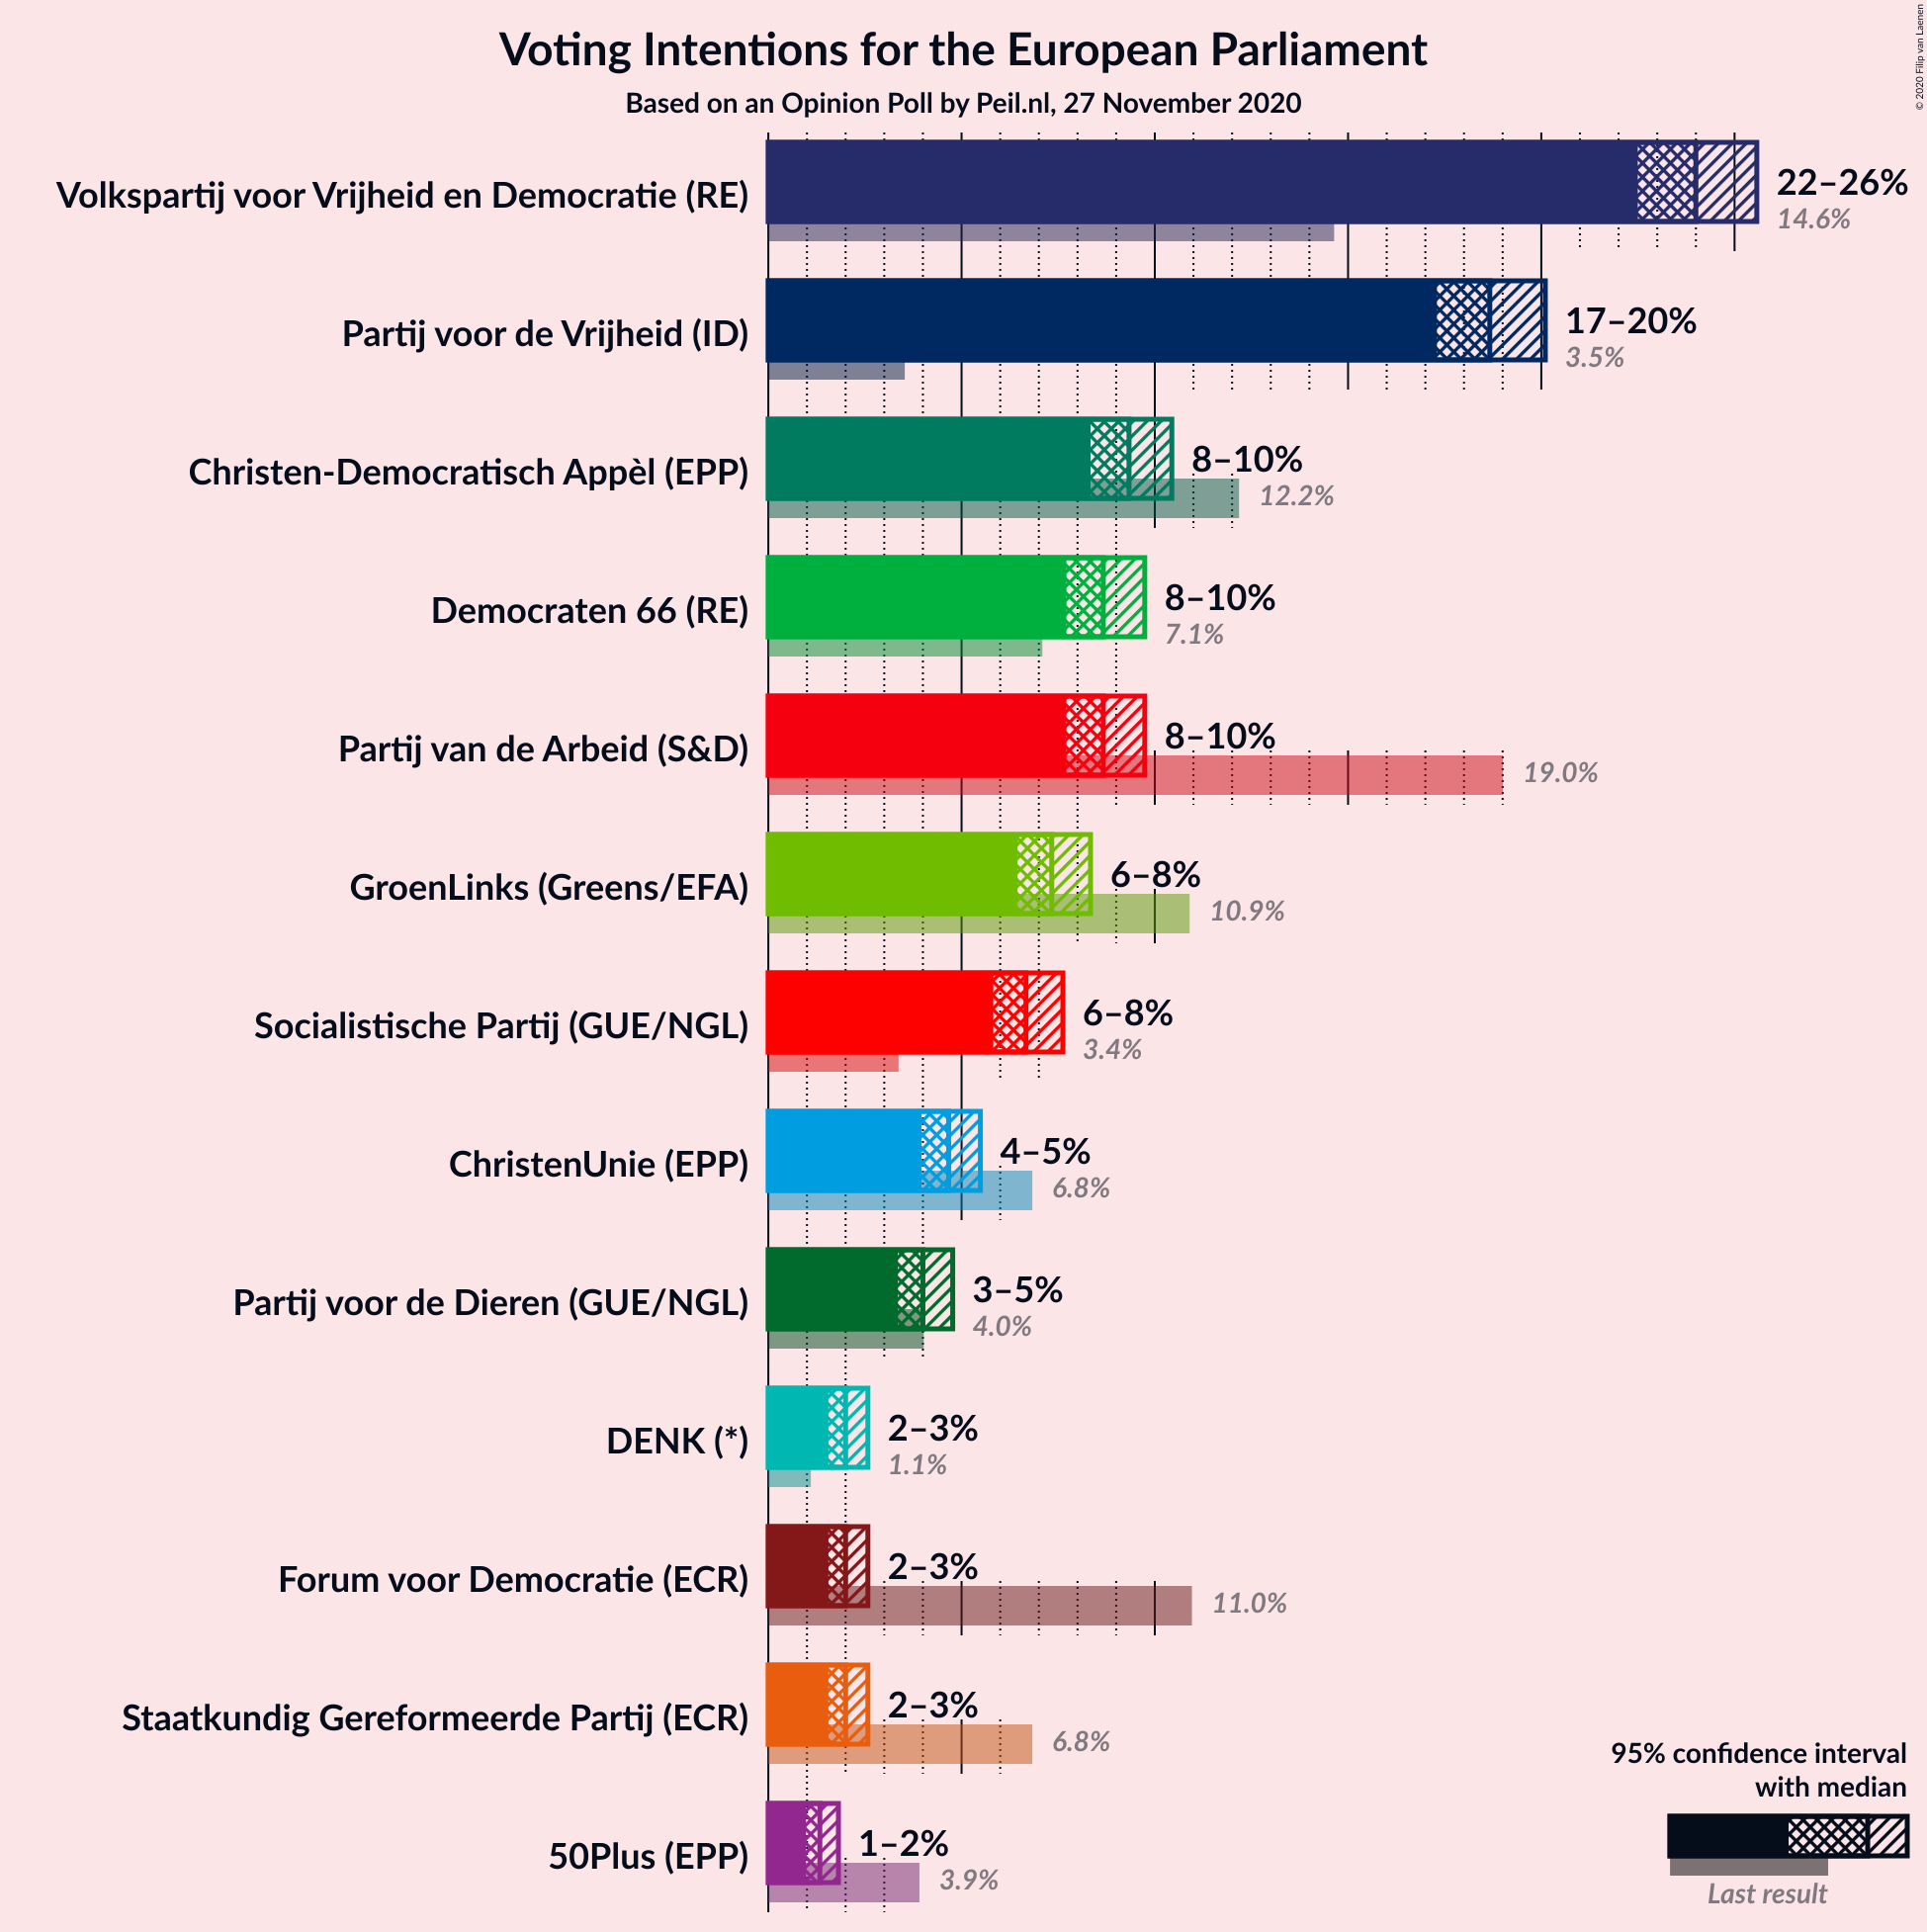 Voting Intentions for the European Parliament
Based on an Opinion Poll by Peil.nl, 27 November 2020
© 2020 Filip van Laenen
Volkspartij voor Vrijheid en Democratie (RE)
22–26%
14.6%
Partij voor de Vrijheid (ID)
17–20%
3.5%
Christen-Democratisch Appèl (EPP)
8–10%
12.2%
Democraten 66 (RE)
8–10%
7.1%
Partij van de Arbeid (S&D)
8–10%
19.0%
GroenLinks (Greens/EFA)
6–8%
10.9%
Socialistische Partij (GUE/NGL)
6–8%
3.4%
ChristenUnie (EPP)
4–5%
6.8%
Partij voor de Dieren (GUE/NGL)
3–5%
4.0%
DENK (*)
2–3%
1.1%
Forum voor Democratie (ECR)
2–3%
11.0%
Staatkundig Gereformeerde Partij (ECR)
2–3%
6.8%
50Plus (EPP)
1–2%
3.9%
95% confidence interval
with median
Last result